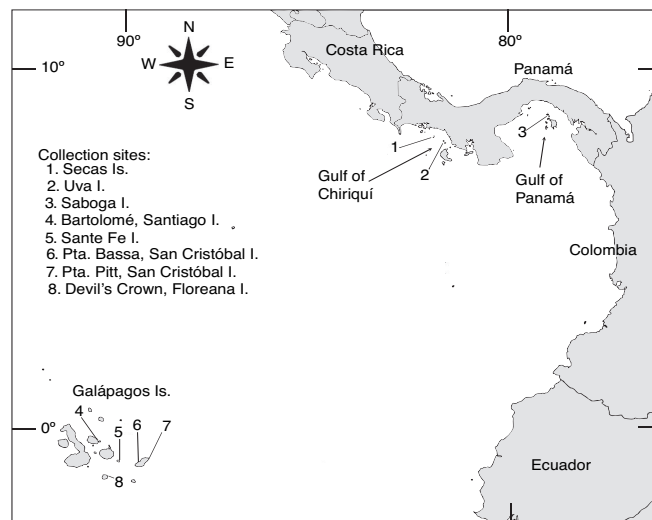 90º
80º
N
W E
S
10º
Costa Rica
Panamá
1
2
3
Gulf of
Chiriquí
Gulf of
Panamá
Collection sites:
1. Secas Is.
2. Uva I.
3. Saboga I.
4. Bartolomé, Santiago I.
5. Sante Fe I.
6. Pta. Bassa, San Cristóbal I.
7. Pta. Pitt, San Cristóbal I.
8. Devil's Crown, Floreana I.
Colombia
Galápagos Is.
4
0º
5 6 7
8
Ecuador